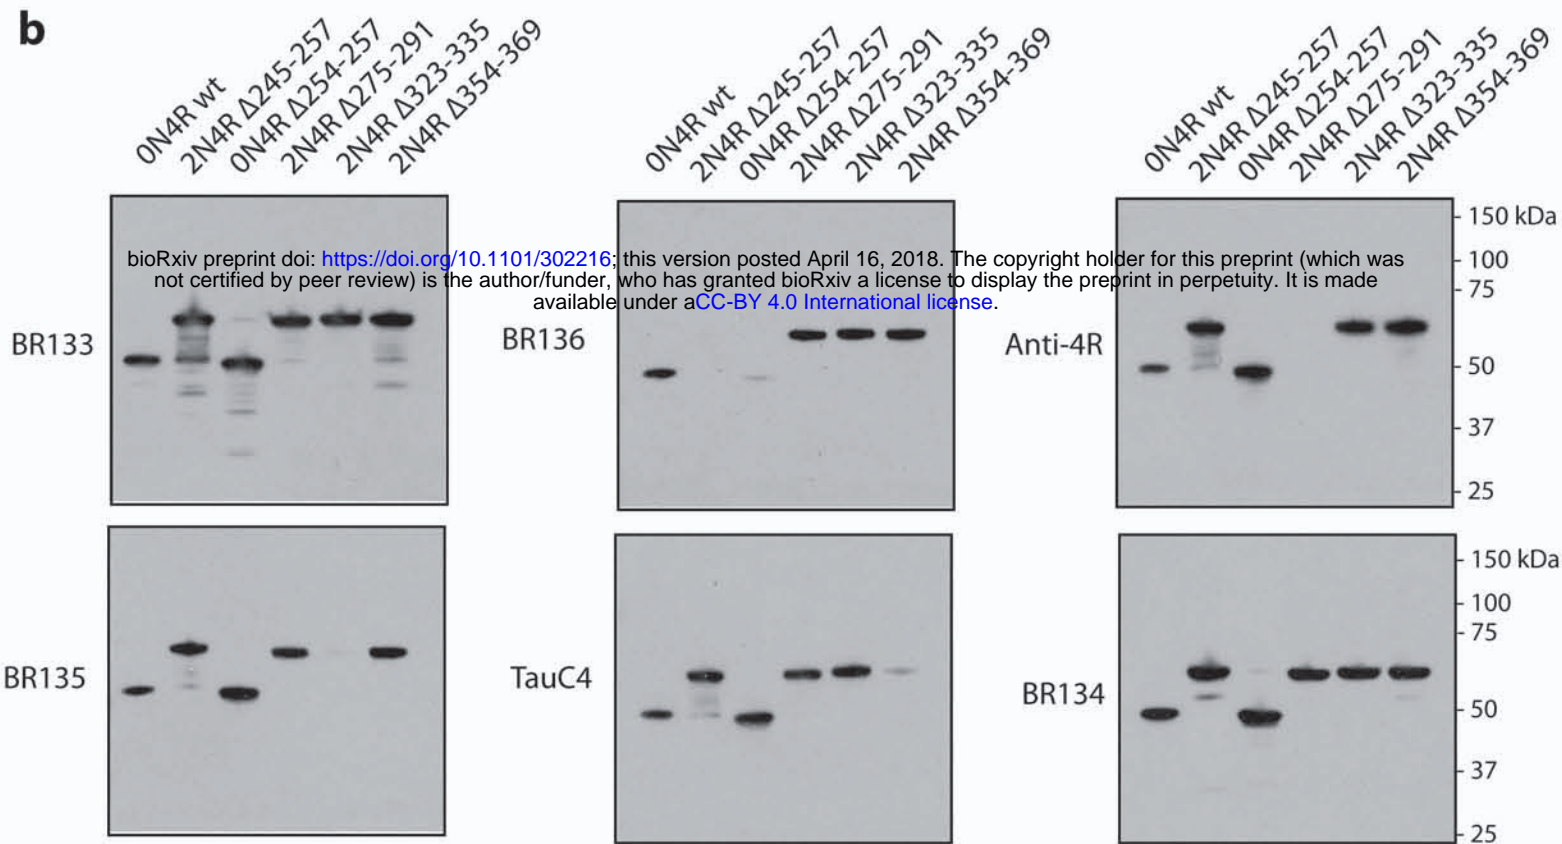 b
0N4R wt
2N4R Δ245-257
0N4R Δ254-257
2N4R Δ275-291
2N4R Δ323-335
2N4R Δ354-369
0N4R wt
2N4R Δ245-257
0N4R Δ254-257
2N4R Δ275-291
2N4R Δ323-335
2N4R Δ354-369
0N4R wt
2N4R Δ245-257
0N4R Δ254-257
2N4R Δ275-291
2N4R Δ323-335
2N4R Δ354-369
bioRxiv preprint doi: https://doi.org/10.1101/302216; this version posted April 16, 2018. The copyright holder for this preprint (which was
not certified by peer review) is the author/funder, who has granted bioRxiv a license to display the preprint in perpetuity. It is made
available under aCC-BY 4.0 International license.
BR133
BR136
Anti-4R
150 kDa
100
75
50
37
25
BR135
TauC4
BR134
150 kDa
100
75
50
37
25